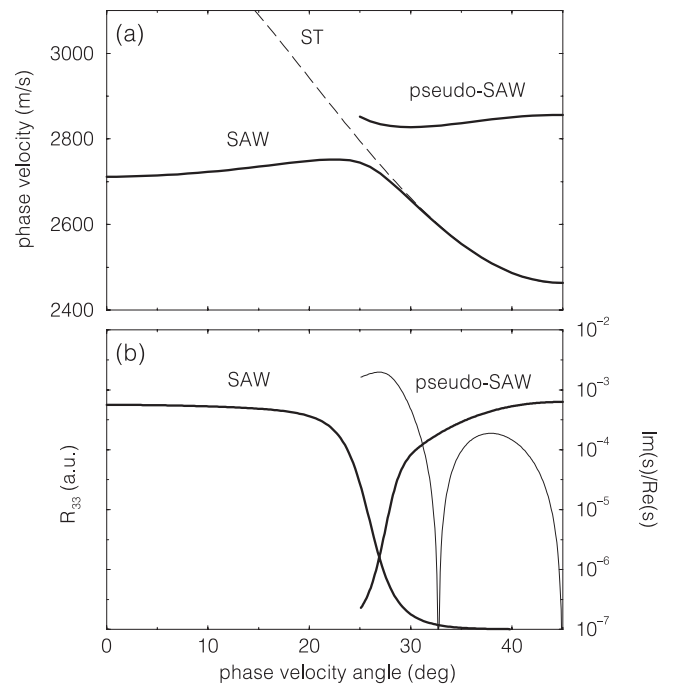 (a)
ST
pseudo-SAW
SAW
phase velocity (m/s)
3000
2800
2600
2400
(b)
SAW
pseudo-SAW
R₃₃ (a.u.)
Im(s)/Re(s)
10⁻²
10⁻³
10⁻⁴
10⁻⁵
10⁻⁶
10⁻⁷
0 10 20 30 40
phase velocity angle (deg)